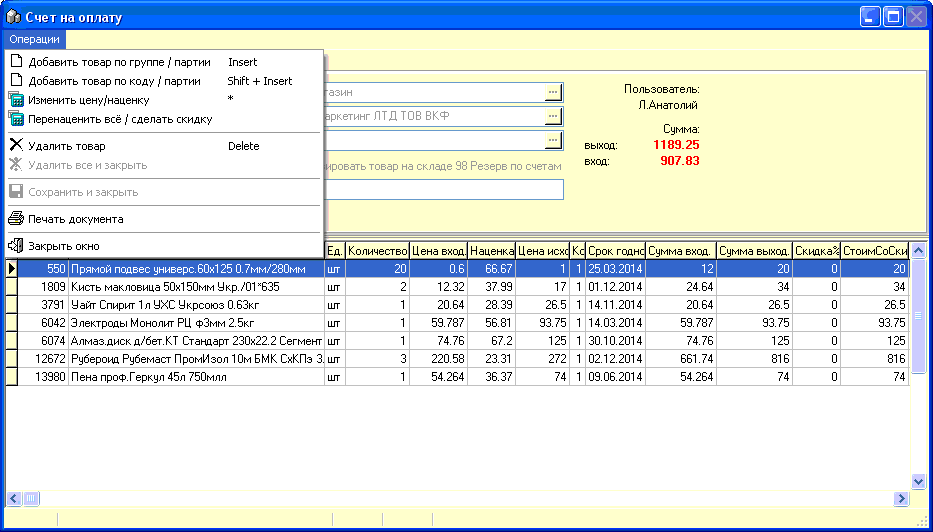 Счет на оплату
Операции
Добавить товар по группе / партии Insert
Добавить товар по коду / партии Shift + Insert
Изменить цену/наценку *
Переначенить всё / сделать скидку
Удалить товар Delete
Удалить все и закрыть
Сохранить и закрыть
Печать документа
Закрыть окно
газин ...
аркетинг ЛТД ТОВ ВКФ ...
...
ировать товар на складе 98 Резерв по счетам
Пользователь:
Л.Анатолий
Сумма:
выход: 1189.25
вход: 907.83
Ед. Количество Цена вход. Наценка Цена исхо Ко Срок годно Сумма вход. Сумма выход. Скидка% СтоимСоСки
550 Прямой подвес универс.60x125 0.7мм/280мм шт 20 0.6 66.67 1 1 25.03.2014 12 20 0 20
1809 Кисть макловица 50х150мм Укр./01*635 шт 2 12.32 37.99 17 1 01.12.2014 24.64 34 0 34
3791 Уайт Спирит 1л УХС Укрсоюз 0.63кг шт 1 20.64 28.39 26.5 1 14.11.2014 20.64 26.5 0 26.5
6042 Электроды Монолит РЦ ф3мм 2.5кг шт 1 59.787 56.81 93.75 1 14.03.2014 59.787 93.75 0 93.75
6074 Алмаз.диск д/бет.КТ Стандарт 230х22.2 Сегмент шт 1 74.76 67.2 125 1 30.10.2014 74.76 125 0 125
12672 Рубероид Рубемаст ПромИзол 10м БМК СхКПэ 3. шт 3 220.58 23.31 272 1 02.12.2014 661.74 816 0 816
13980 Пена проф.Геркул 45л 750млл шт 1 54.264 36.37 74 1 09.06.2014 54.264 74 0 74